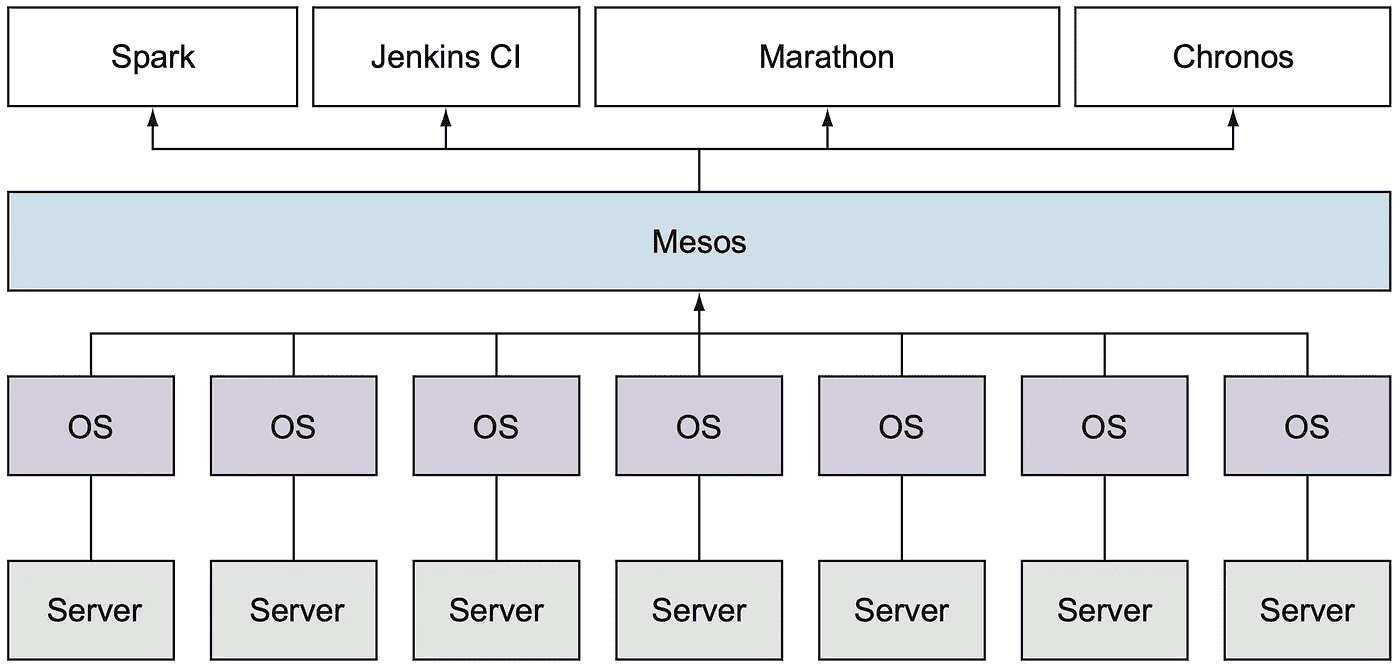 Spark
Jenkins CI
Marathon
Chronos
Mesos
OS
OS
OS
OS
OS
OS
OS
Server
Server
Server
Server
Server
Server
Server